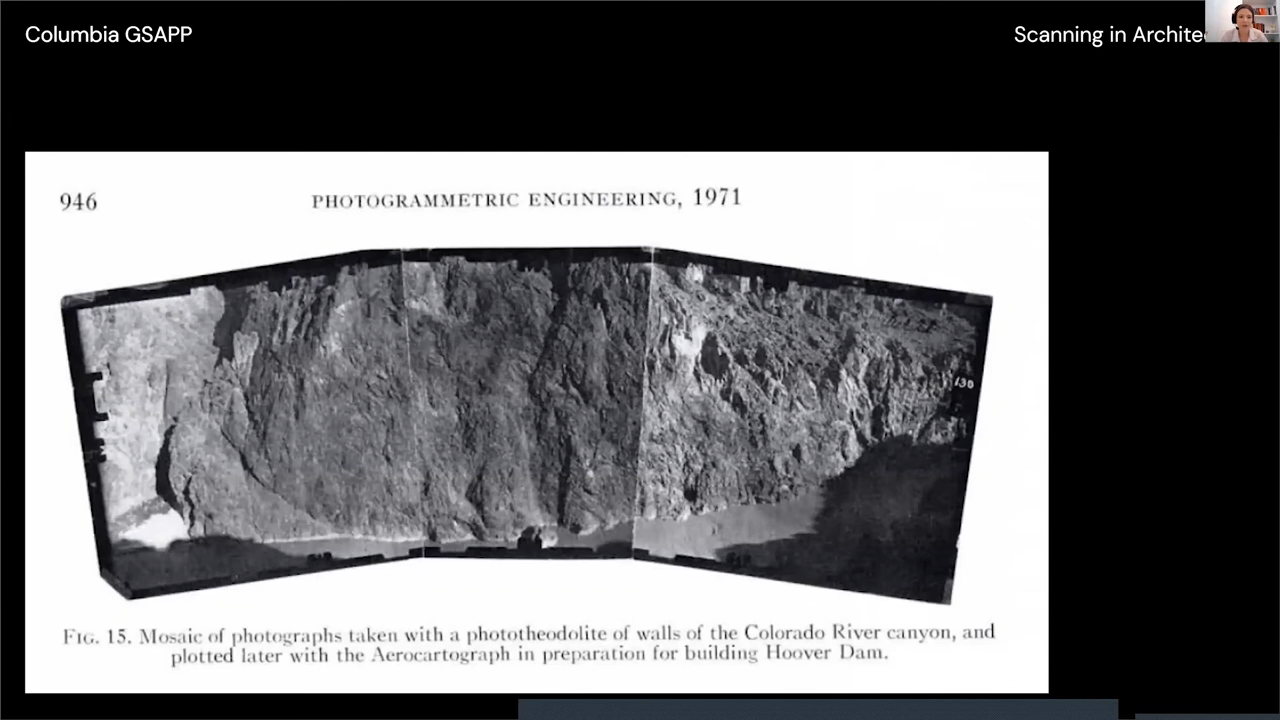 Columbia GSAPP
Scanning in Archite
946
PHOTOGRAMMETRIC ENGINEERING, 1971
130
FIG. 15. Mosaic of photographs taken with a phototheodolite of walls of the Colorado River canyon, and
plotted later with the Aerocartograph in preparation for building Hoover Dam.